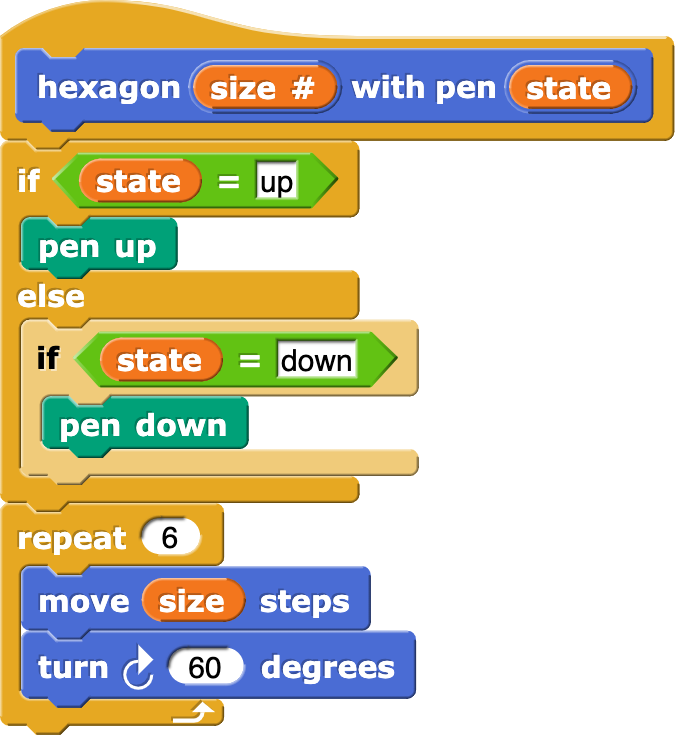 hexagon size # with pen state
if state = up
pen up
else
if state = down
pen down
repeat 6
move size steps
turn 60 degrees